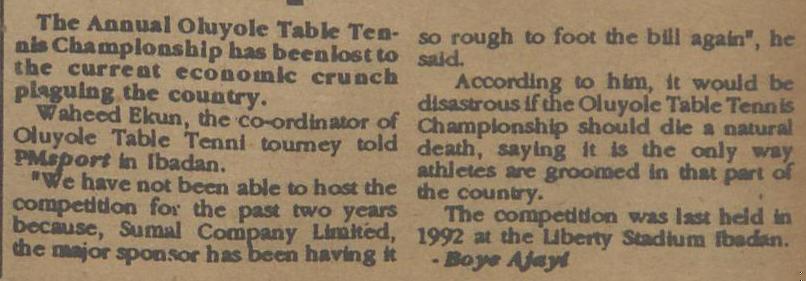 The Annual Oluyole Table Ten-
nis Championship has been lost to
the current economic crunch
plaguing the country.
Waheed Ekun, the co-ordinator of
Oluyole Table Tenni tourney told
PMsport in Ibadan.
"We have not been able to host the
competition for the past two years
because, Sumal Company Limited,
the major sponsor has been having it
so rough to foot the bill again", he
said.
According to him, it would be
disastrous if the Oluyole Table Tennis
Championship should die a natural
death, saying it is the only way
athletes are groomed in that part of
the country.
The competition was last held in
1992 at the Liberty Stadium Ibadan.
- Boye Ajayi